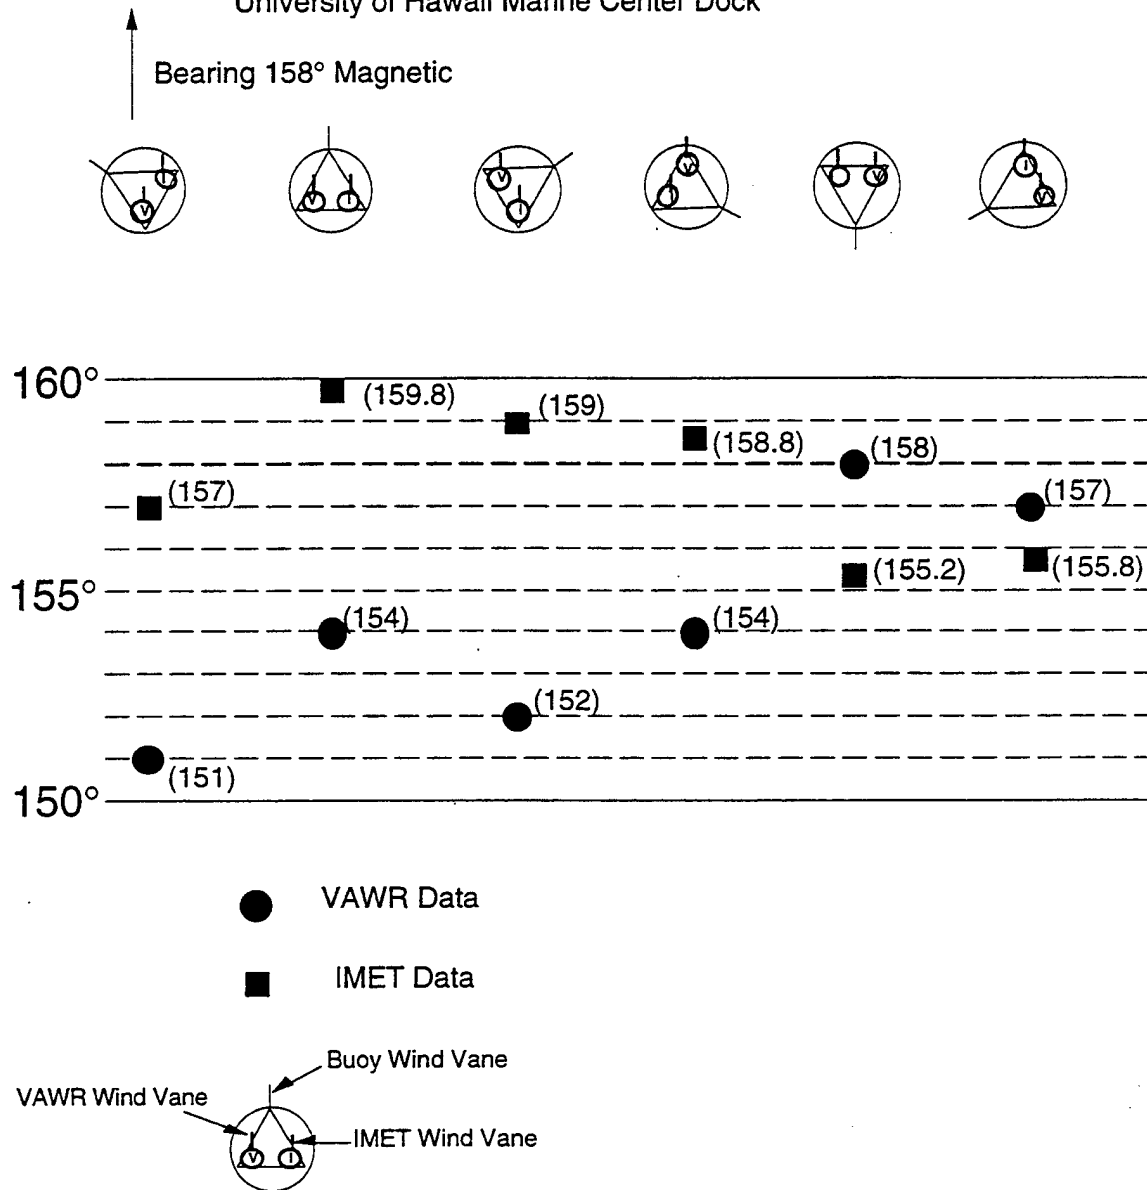 University of Hawaii Marine Center Dock
Bearing 158° Magnetic
I V
V I
V I
V I
V
I V
160°
(159.8)
(159)
(158.8)
(158)
(157)
(157)
155°
(155.2)
(155.8)
(154)
(154)
(152)
(151)
150°
VAWR Data
IMET Data
Buoy Wind Vane
VAWR Wind Vane
IMET Wind Vane
V I